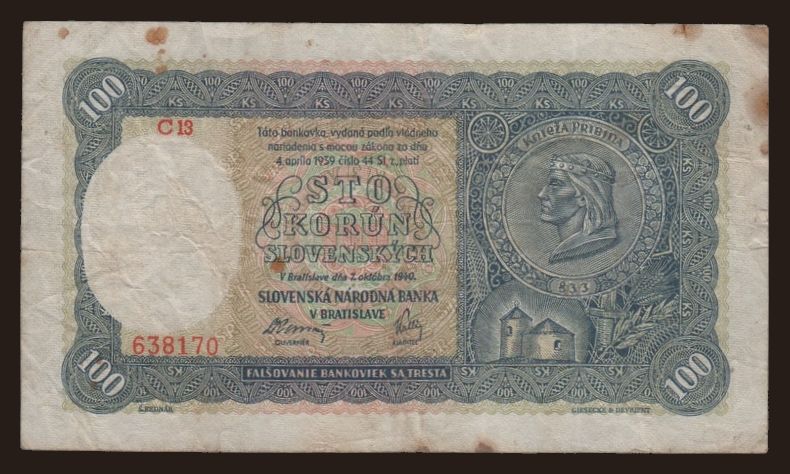 100
100
C 13
Táto bankovka, vydaná podľa vládneho
nariadenia s mocou zákona zo dňa
4. apríla 1939 číslo 44 Sl. z., platí
STO
KORÚN
SLOVENSKÝCH
V Bratislave dňa 7. októbra 1940.
SLOVENSKÁ NÁRODNÁ BANKA
V BRATISLAVE
GUVERNÉR
638170
KNIEŽA PRIBINA
833
100
100
FALŠOVANIE BANKOVIEK SA TRESTÁ
Š. BEDNÁR
GIESECKE & DEVRIENT